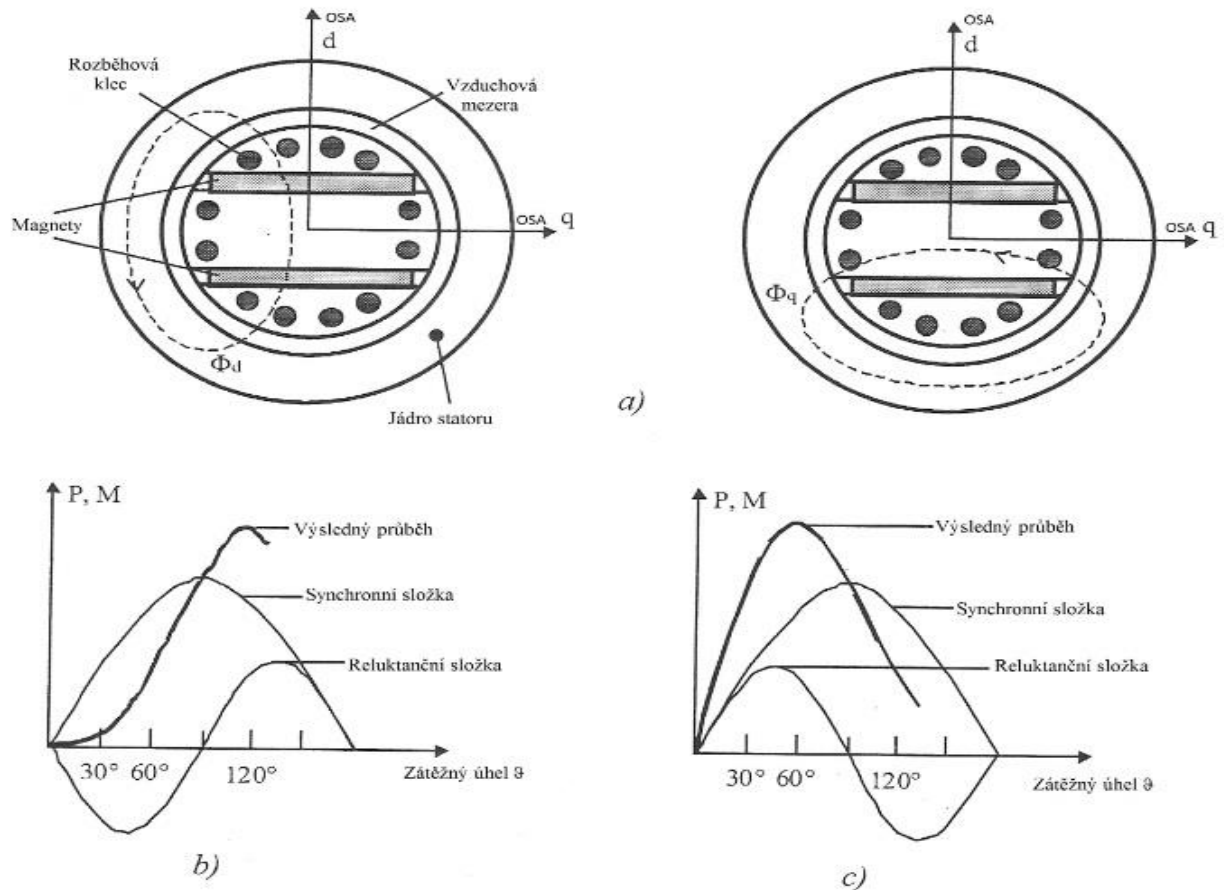 OSA
d
Rozběhová
klec
Vzduchová
mezera
Magnety
OSA q
Φd
Jádro statoru
OSA
d
OSA q
Φq
a)
P, M
Výsledný průběh
Synchronní složka
Reluktanční složka
30° 60° 120°
Zátěžný úhel ϑ
b)
P, M
Výsledný průběh
Synchronní složka
Reluktanční složka
30° 60° 120°
Zátěžný úhel ϑ
c)